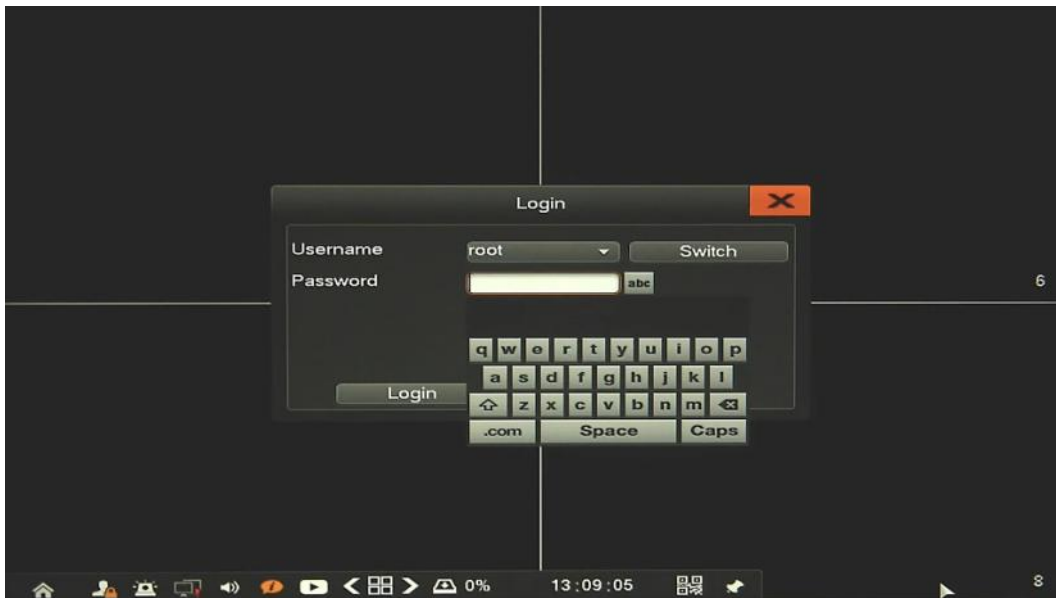 Login
Username root Switch
Password abc
6
q w e r t y u i o p
a s d f g h j k l
Login z x c v b n m
.com Space Caps
0% 13:09:05
8